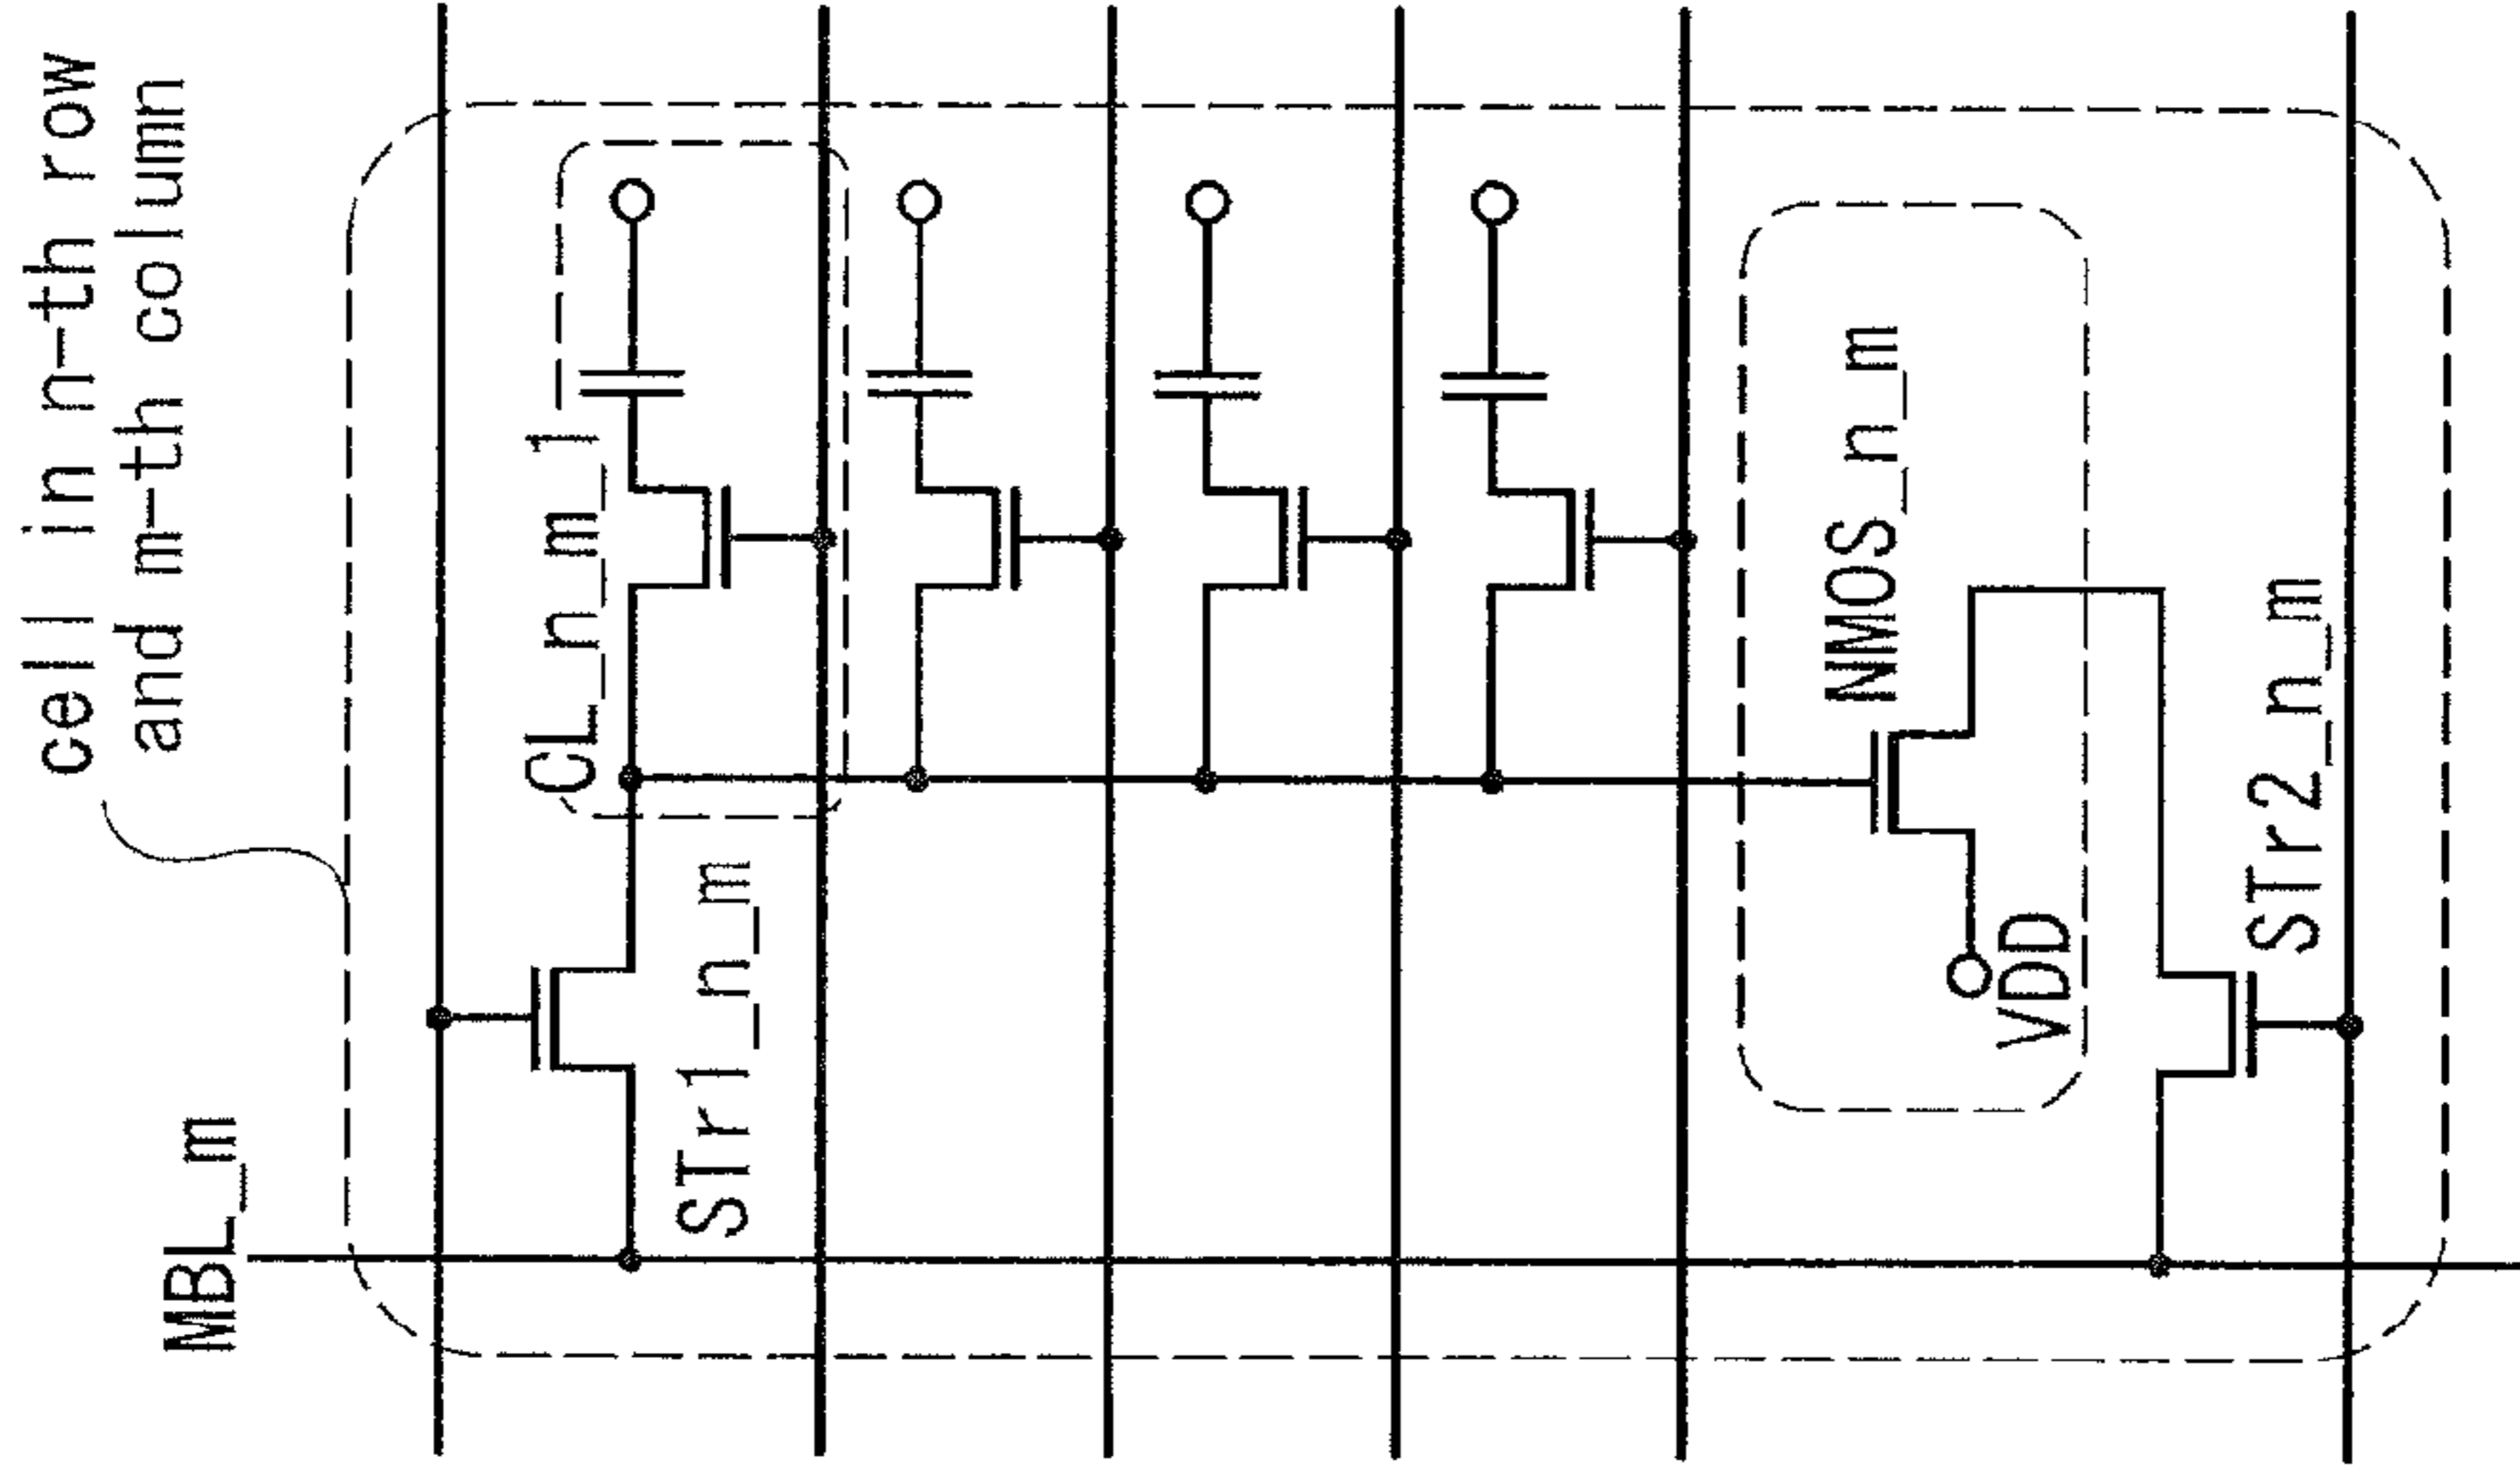 cell in n-th row
and m-th column
MBL_m
CL_n_m_1
STr1_n_m
NMOS_n_m
VDD
STr2_n_m